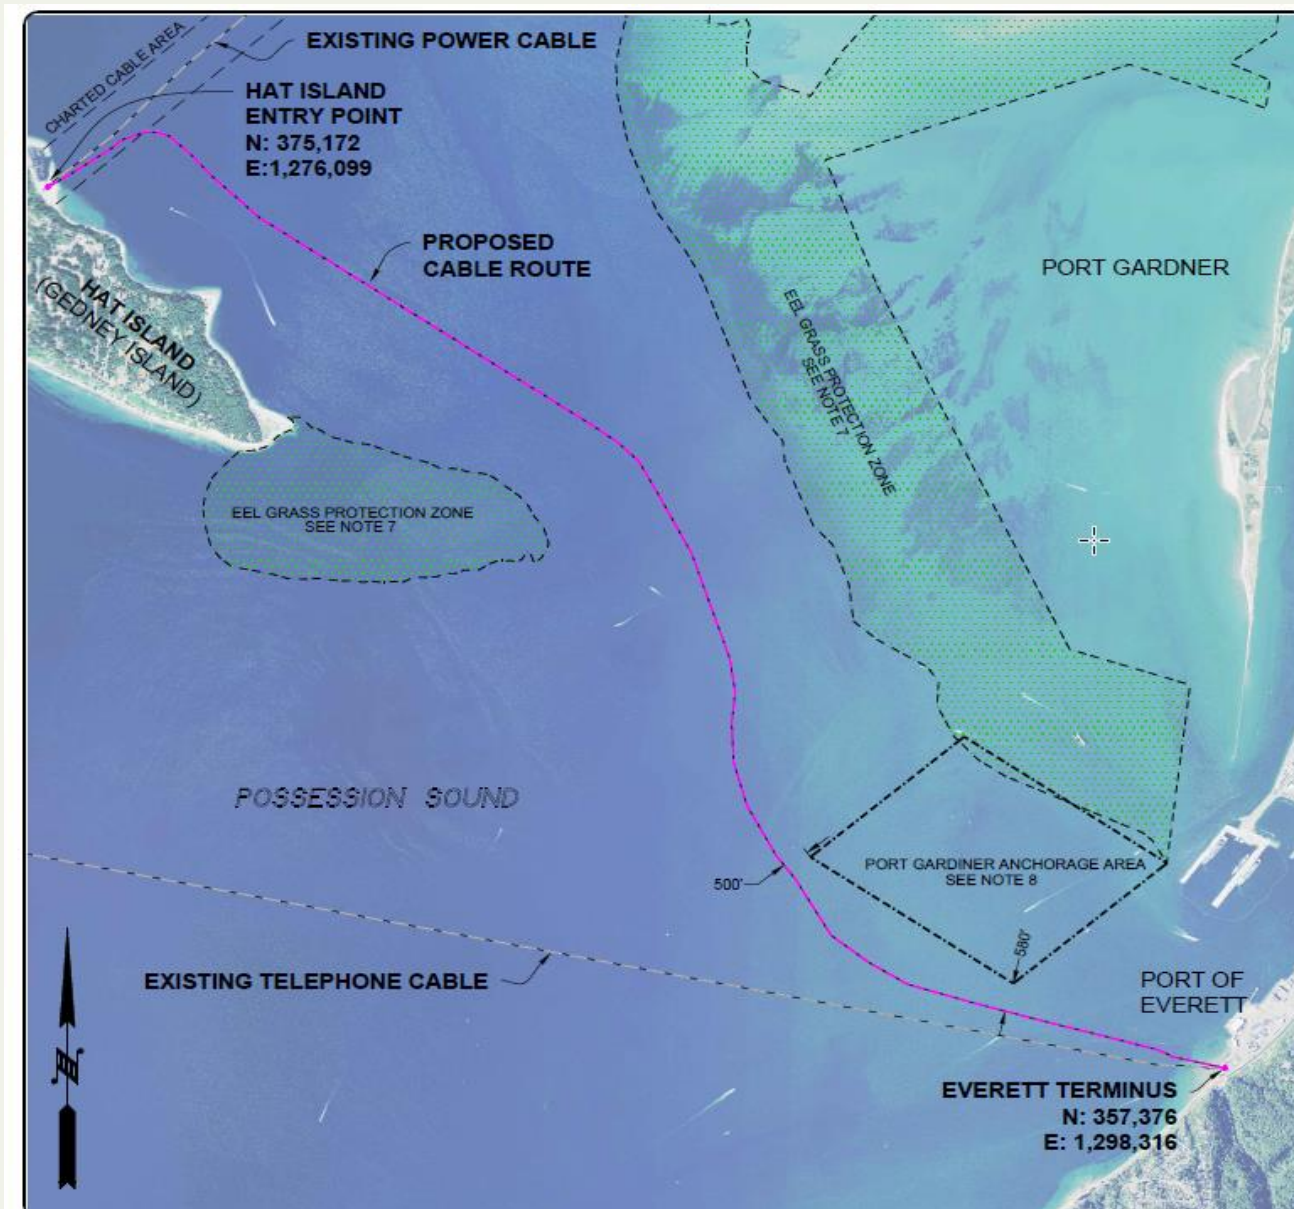 EXISTING POWER CABLE
CHARTED CABLE AREA
HAT ISLAND
ENTRY POINT
N: 375,172
E:1,276,099
PROPOSED
CABLE ROUTE
PORT GARDNER
HAT ISLAND
(GEDNEY ISLAND)
EEL GRASS PROTECTION ZONE
SEE NOTE 7
EEL GRASS PROTECTION ZONE
SEE NOTE 7
POSSESSION SOUND
PORT GARDINER ANCHORAGE AREA
SEE NOTE 8
500'
580'
EXISTING TELEPHONE CABLE
PORT OF
EVERETT
N
EVERETT TERMINUS
N: 357,376
E: 1,298,316